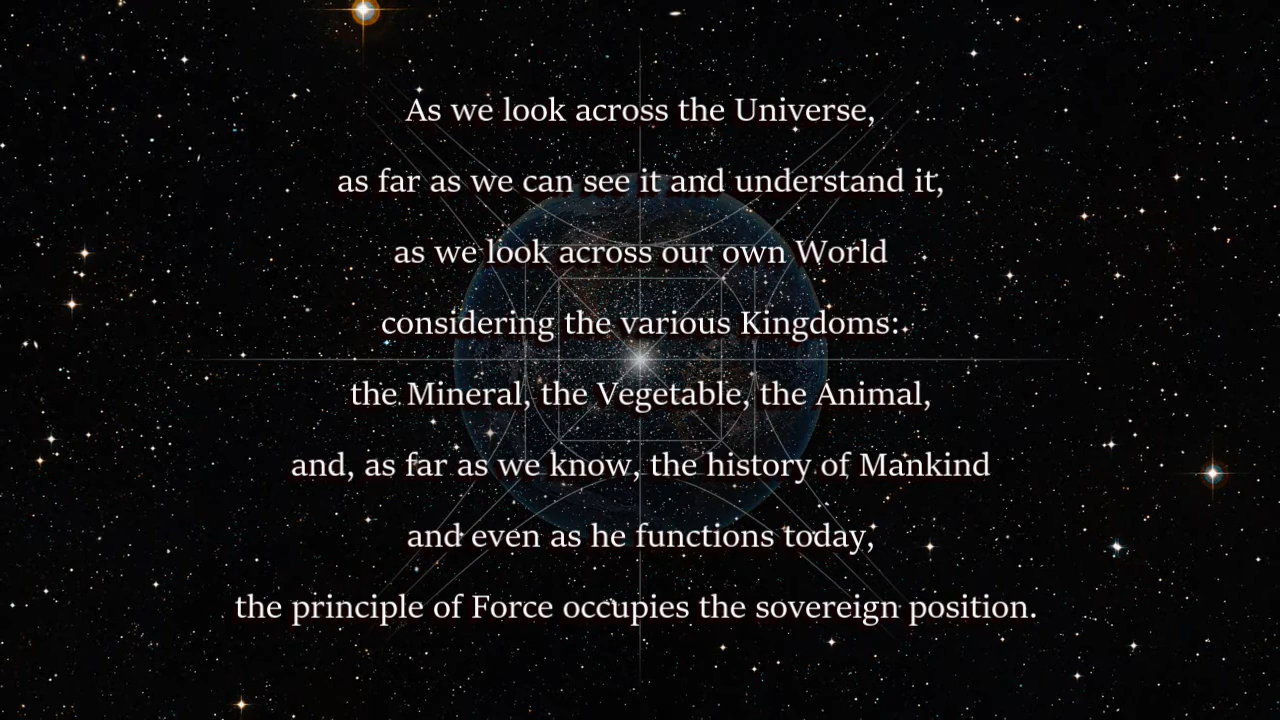 As we look across the Universe,
as far as we can see it and understand it,
as we look across our own World
considering the various Kingdoms:
the Mineral, the Vegetable, the Animal,
and, as far as we know, the history of Mankind
and even as he functions today,
the principle of Force occupies the sovereign position.